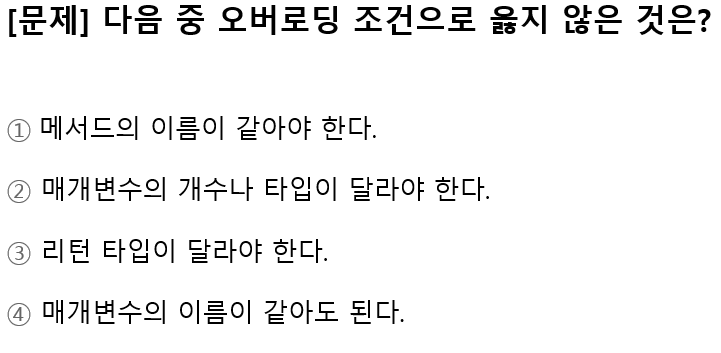 [문제] 다음 중 오버로딩 조건으로 옳지 않은 것은?
① 메서드의 이름이 같아야 한다.
② 매개변수의 개수나 타입이 달라야 한다.
③ 리턴 타입이 달라야 한다.
④ 매개변수의 이름이 같아도 된다.